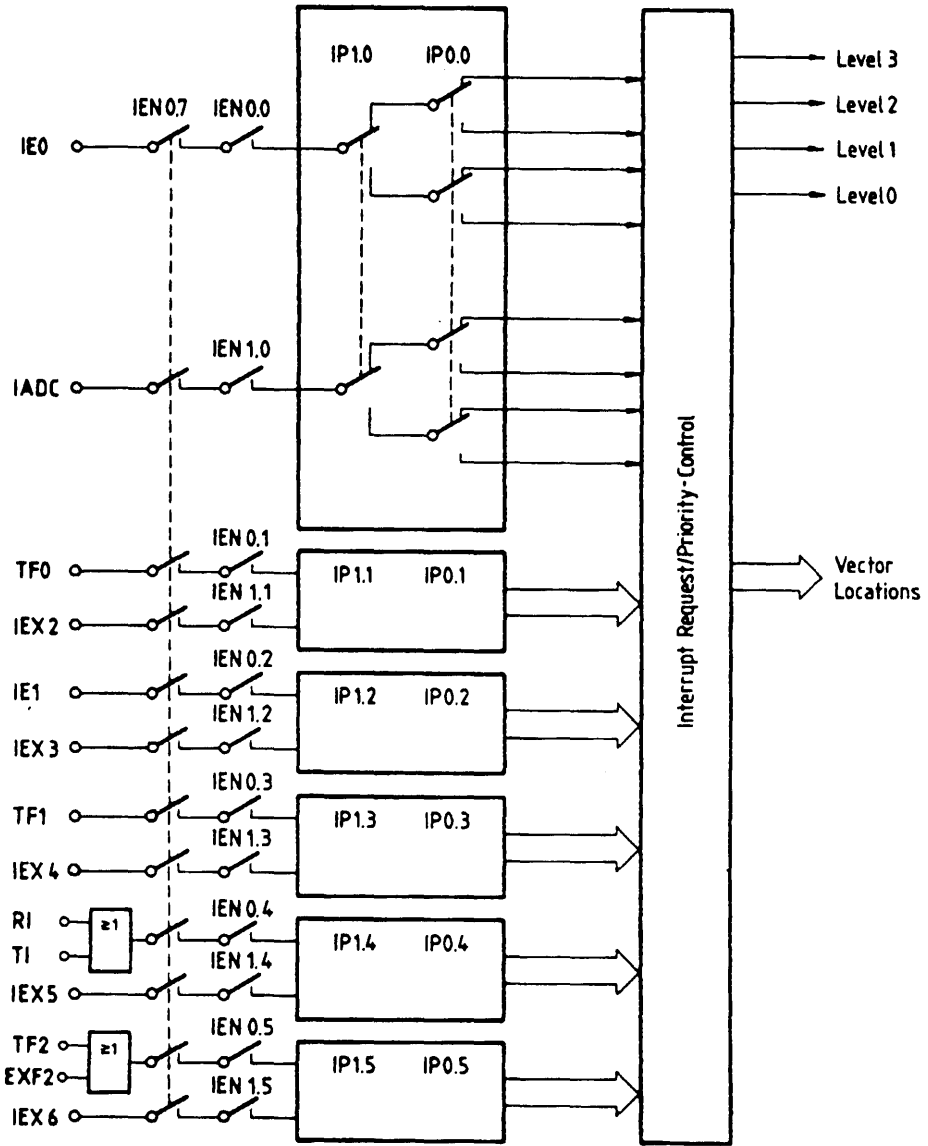 IP1.0 IP0.0
Level 3
Level 2
IEN 0.7 IEN 0.0
IE0
Level 1
Level 0
IEN 1.0
IADC
Interrupt Request/Priority-Control
IEN 0.1
TF0
IP1.1 IP0.1
Vector
Locations
IEN 1.1
IEX 2
IEN 0.2
IE1
IP1.2 IP0.2
IEN 1.2
IEX 3
IEN 0.3
TF1
IP1.3 IP0.3
IEN 1.3
IEX 4
RI
≥1
IEN 0.4
TI
IP1.4 IP0.4
IEN 1.4
IEX 5
TF2
≥1
IEN 0.5
EXF2
IP1.5 IP0.5
IEN 1.5
IEX 6